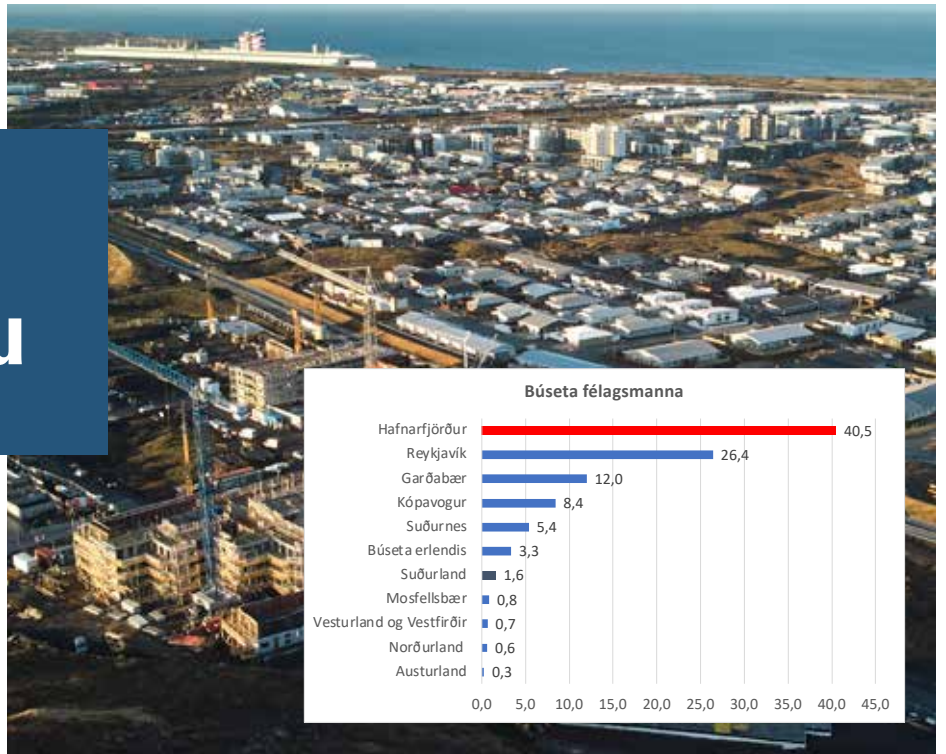 u
Búseta félagsmanna
Hafnarfjörður 40,5
Reykjavík 26,4
Garðabær 12,0
Kópavogur 8,4
Suðurnes 5,4
Búseta erlendis 3,3
Suðurland 1,6
Mosfellsbær 0,8
Vesturland og Vestfirðir 0,7
Norðurland 0,6
Austurland 0,3
0,0 5,0 10,0 15,0 20,0 25,0 30,0 35,0 40,0 45,0